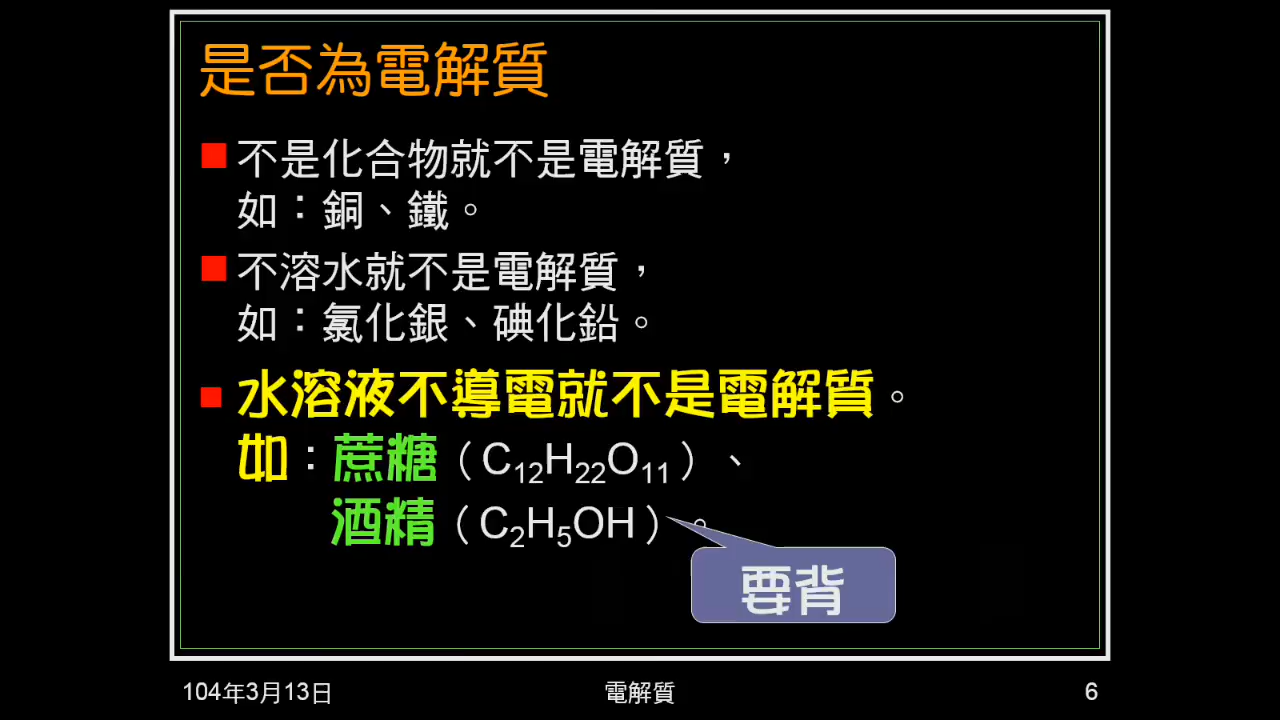 是否為電解質
不是化合物就不是電解質，
如：銅、鐵。
不溶水就不是電解質，
如：氯化銀、碘化鉛。
水溶液不導電就不是電解質。
如：蔗糖（C₁₂H₂₂O₁₁）、
酒精（C₂H₅OH）。
要背
104年3月13日
電解質
6